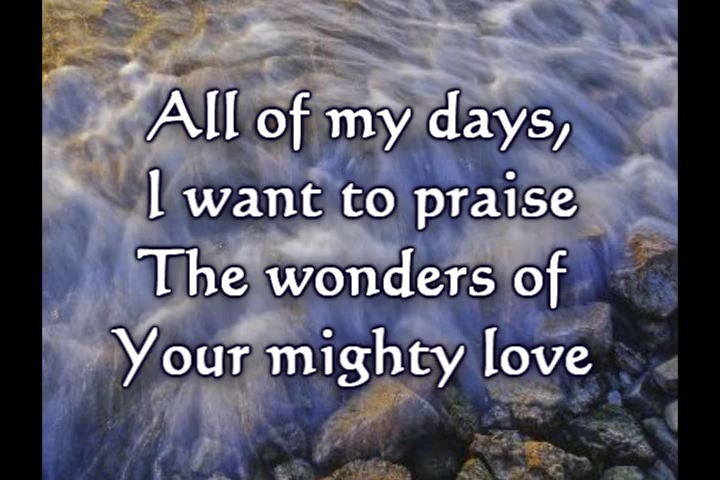 All of my days,
I want to praise
The wonders of
Your mighty love